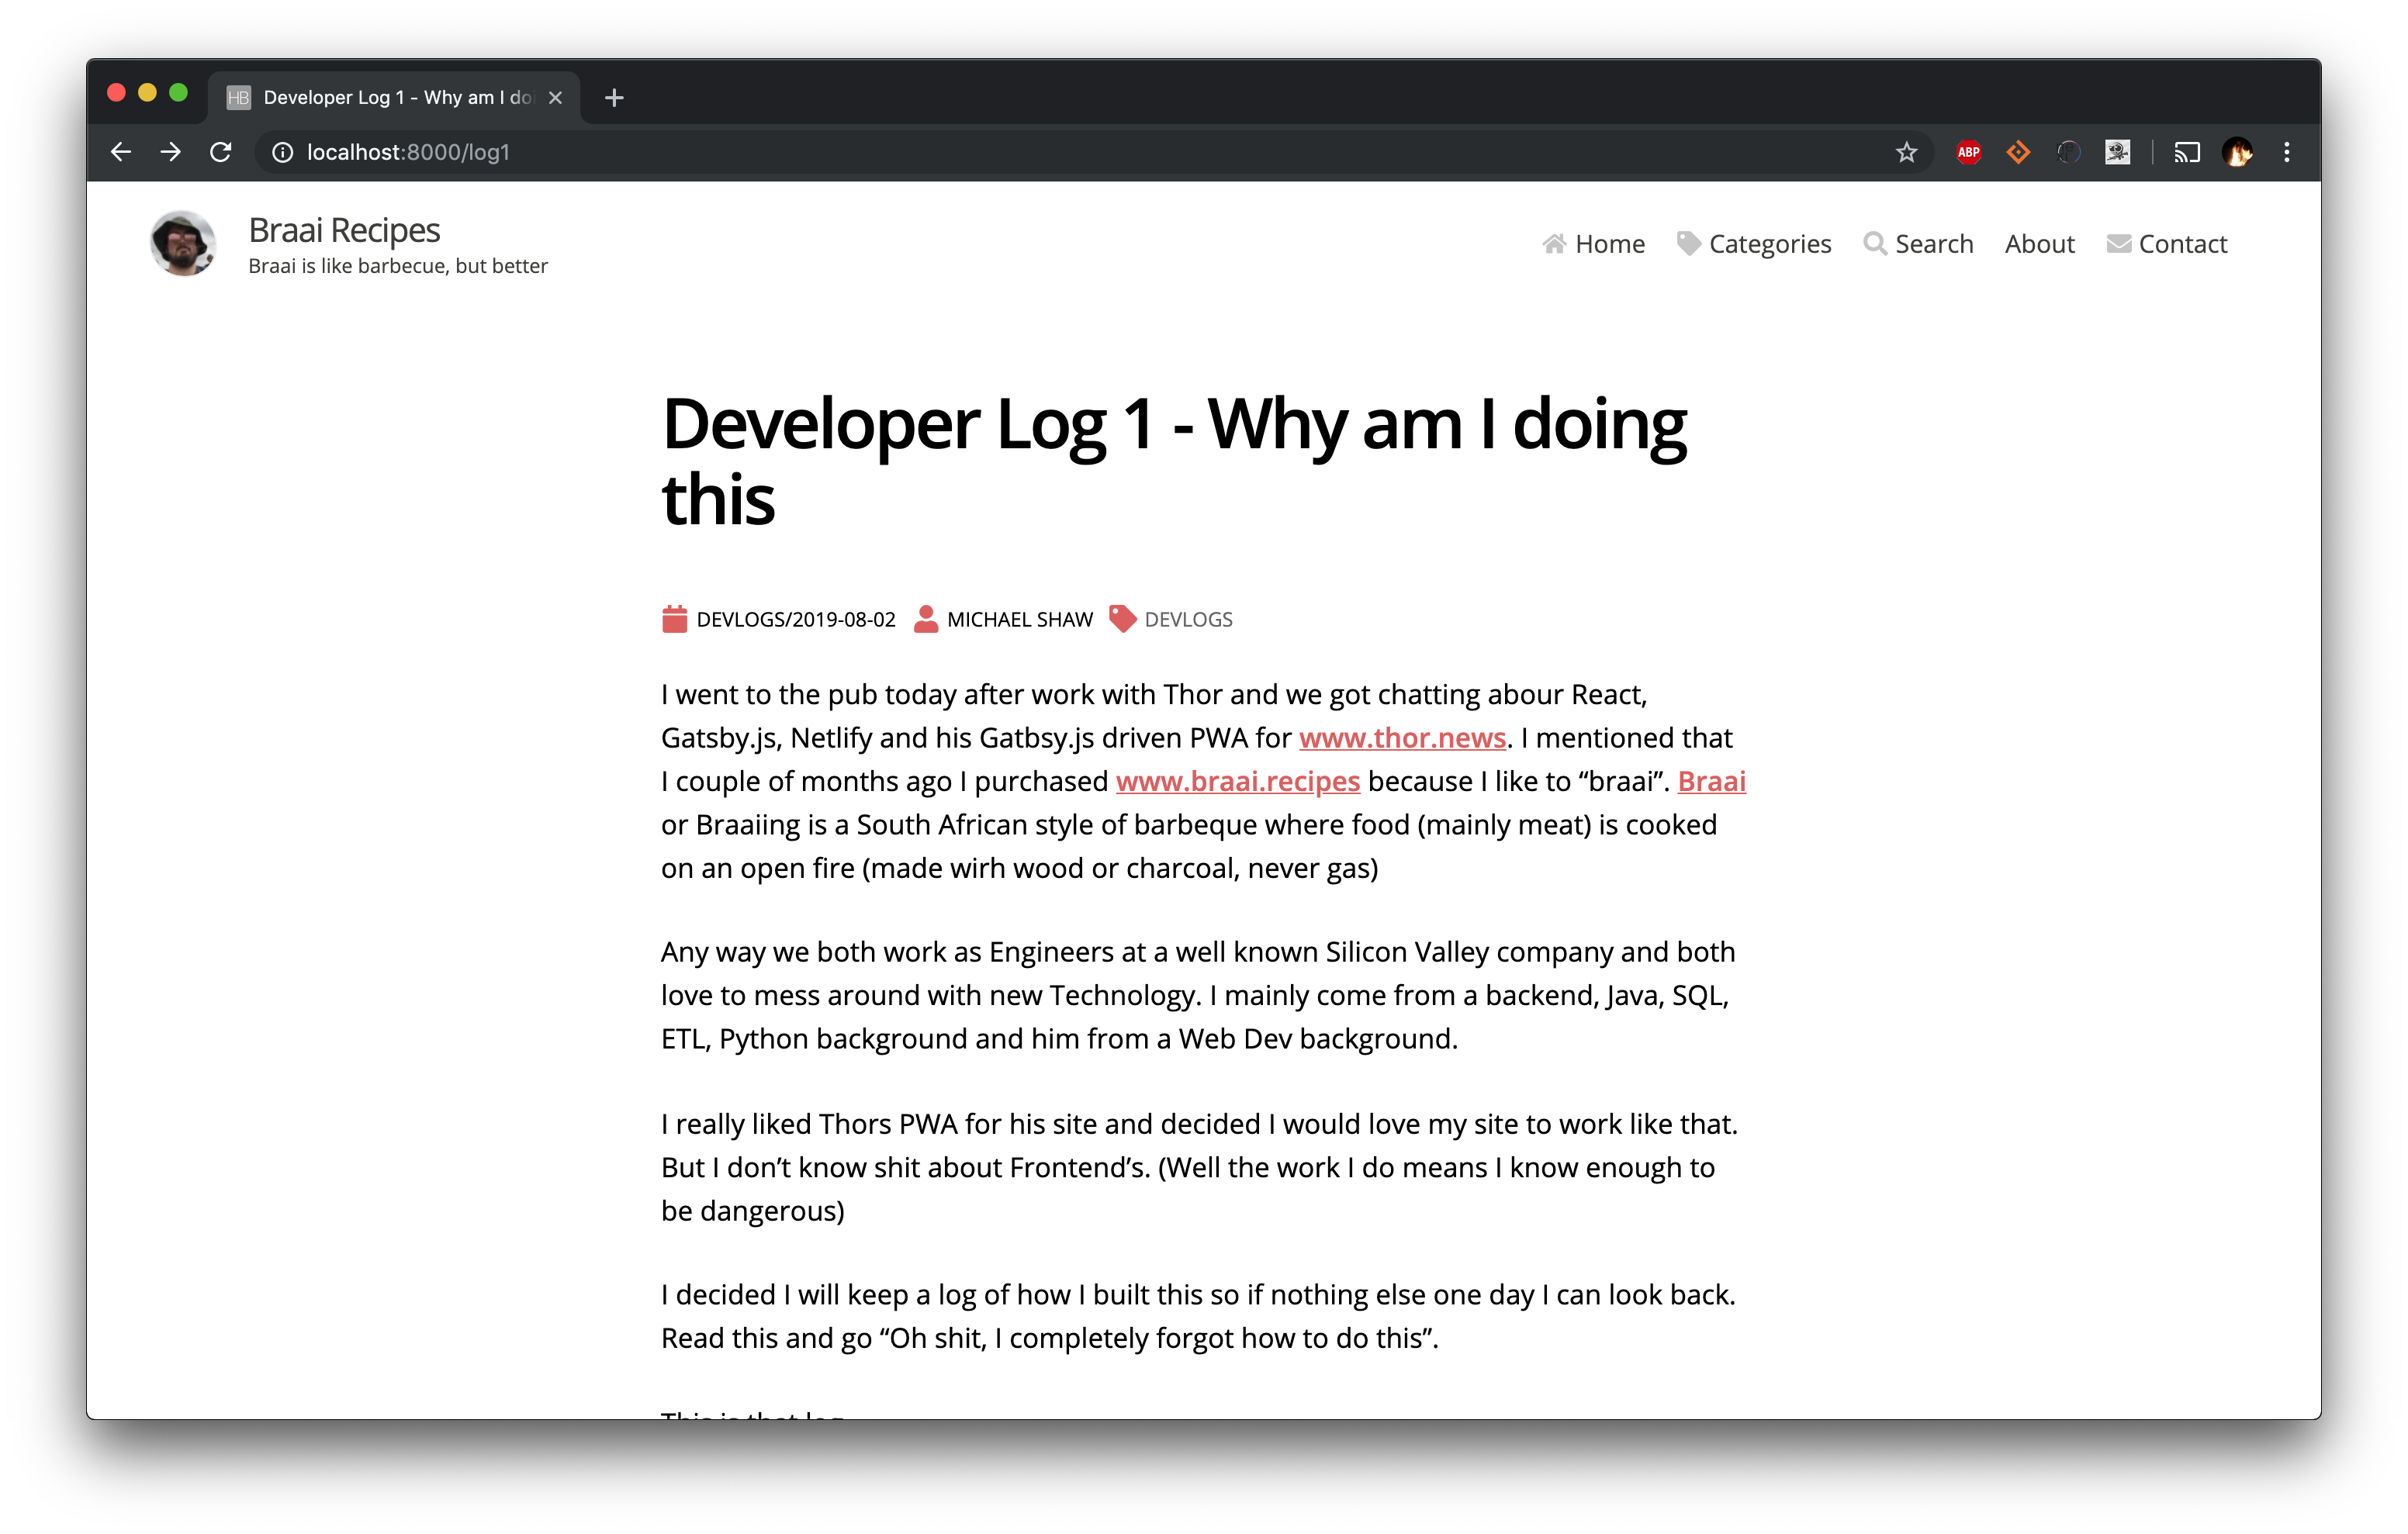 HB Developer Log 1 - Why am I doi
localhost:8000/log1
ABP
Braai Recipes
Braai is like barbecue, but better
Home Categories Search About Contact
Developer Log 1 - Why am I doing
this
DEVLOGS/2019-08-02 MICHAEL SHAW DEVLOGS
I went to the pub today after work with Thor and we got chatting abour React,
Gatsby.js, Netlify and his Gatbsy.js driven PWA for www.thor.news. I mentioned that
I couple of months ago I purchased www.braai.recipes because I like to “braai”. Braai
or Braaiing is a South African style of barbeque where food (mainly meat) is cooked
on an open fire (made wirh wood or charcoal, never gas)
Any way we both work as Engineers at a well known Silicon Valley company and both
love to mess around with new Technology. I mainly come from a backend, Java, SQL,
ETL, Python background and him from a Web Dev background.
I really liked Thors PWA for his site and decided I would love my site to work like that.
But I don’t know shit about Frontend’s. (Well the work I do means I know enough to
be dangerous)
I decided I will keep a log of how I built this so if nothing else one day I can look back.
Read this and go “Oh shit, I completely forgot how to do this”.
This is that log